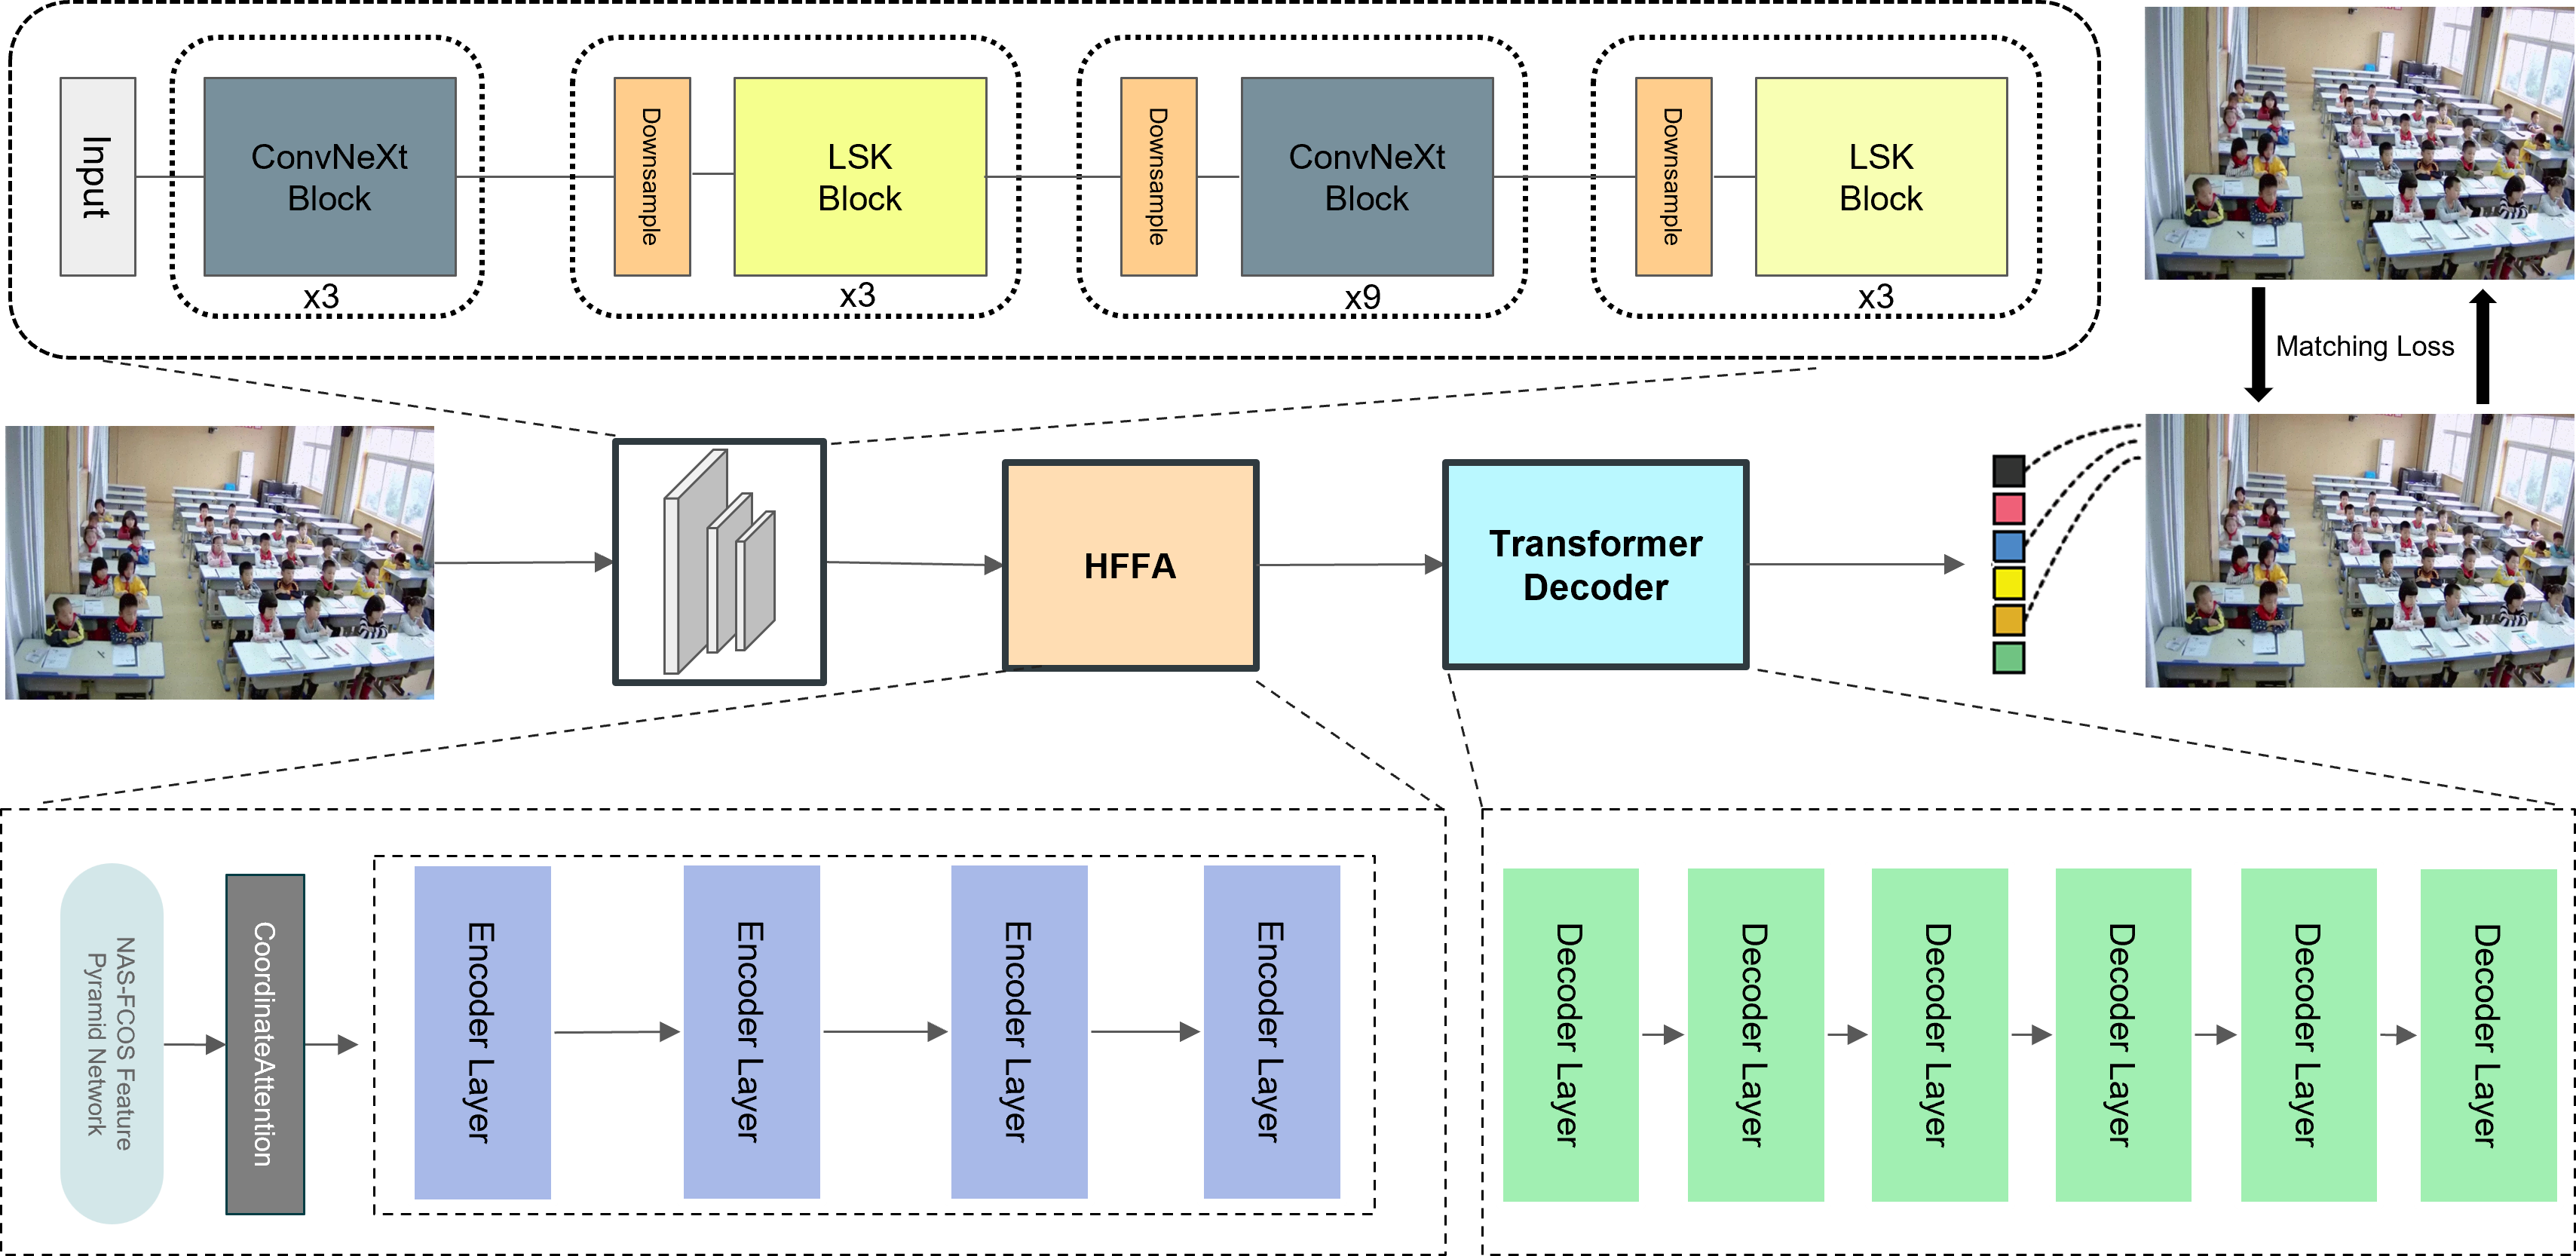 Input
ConvNeXt
Block
x3
Downsample
LSK
Block
x3
Downsample
ConvNeXt
Block
x9
Downsample
LSK
Block
x3
Matching Loss
HFFA
Transformer
Decoder
NAS-FCOS Feature
Pyramid Network
CoordinateAttention
Encoder Layer
Encoder Layer
Encoder Layer
Encoder Layer
Decoder Layer
Decoder Layer
Decoder Layer
Decoder Layer
Decoder Layer
Decoder Layer